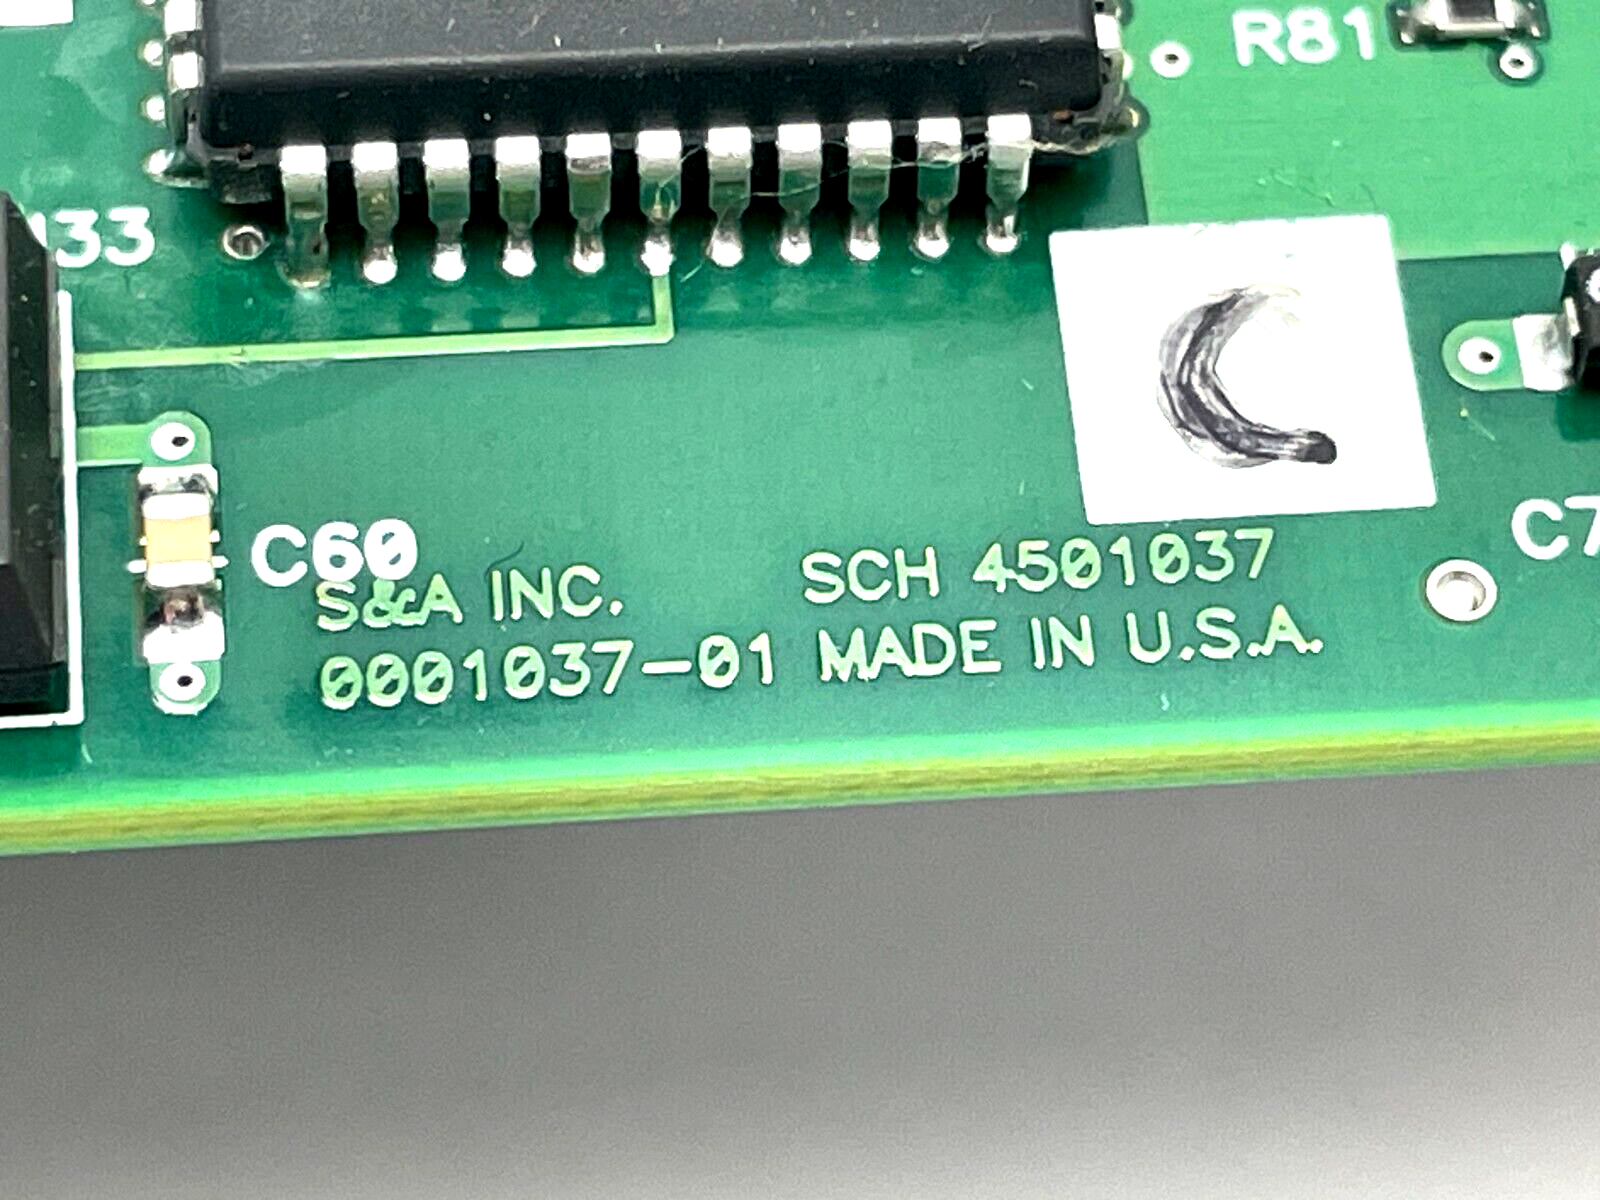 R81
33
C
C60
S&A INC. SCH 4501037
0001037-01 MADE IN U.S.A.